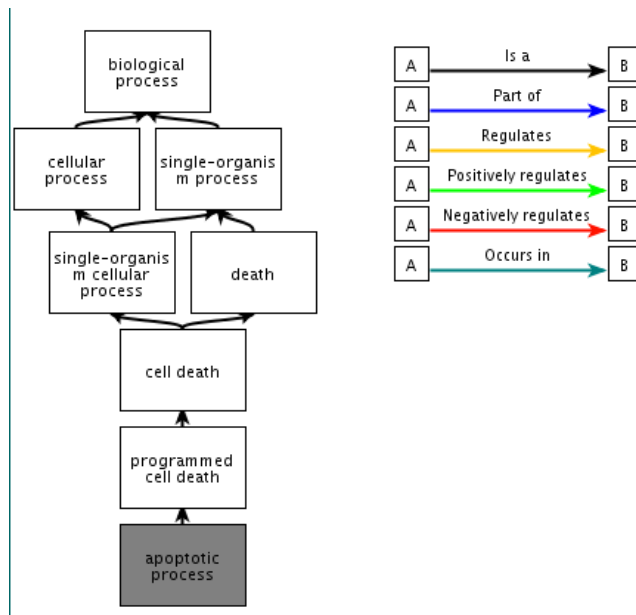 biological
process
cellular
process
single-organis
m process
single-organis
m cellular
process
death
cell death
programmed
cell death
apoptotic
process
A Is a B
A Part of B
A Regulates B
A Positively regulates B
A Negatively regulates B
A Occurs in B